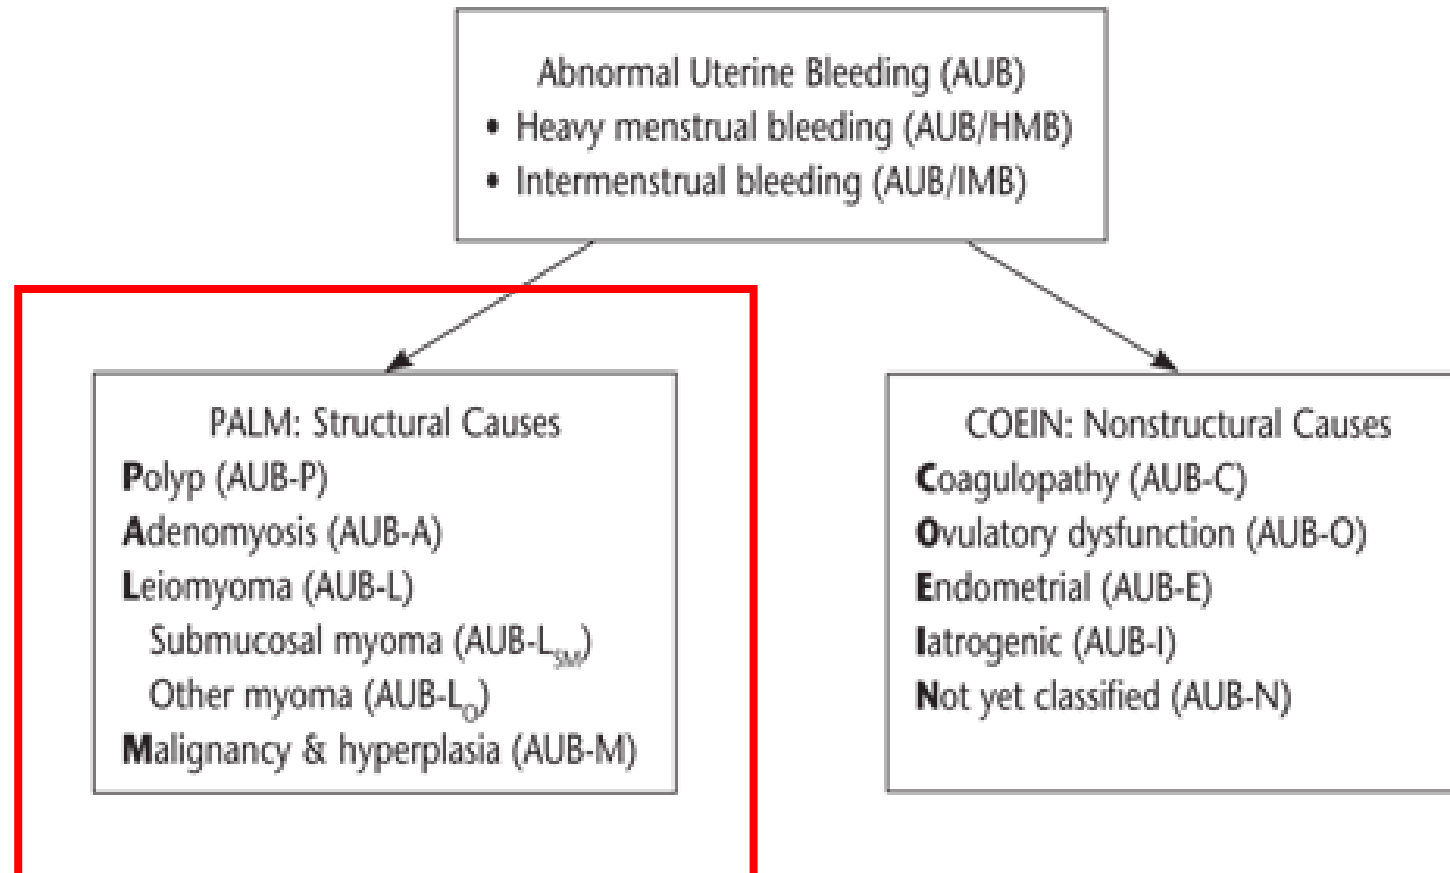 Abnormal Uterine Bleeding (AUB)
• Heavy menstrual bleeding (AUB/HMB)
• Intermenstrual bleeding (AUB/IMB)
PALM: Structural Causes
Polyp (AUB-P)
Adenomyosis (AUB-A)
Leiomyoma (AUB-L)
Submucosal myoma (AUB-LSM)
Other myoma (AUB-LO)
Malignancy & hyperplasia (AUB-M)
COEIN: Nonstructural Causes
Coagulopathy (AUB-C)
Ovulatory dysfunction (AUB-O)
Endometrial (AUB-E)
Iatrogenic (AUB-I)
Not yet classified (AUB-N)